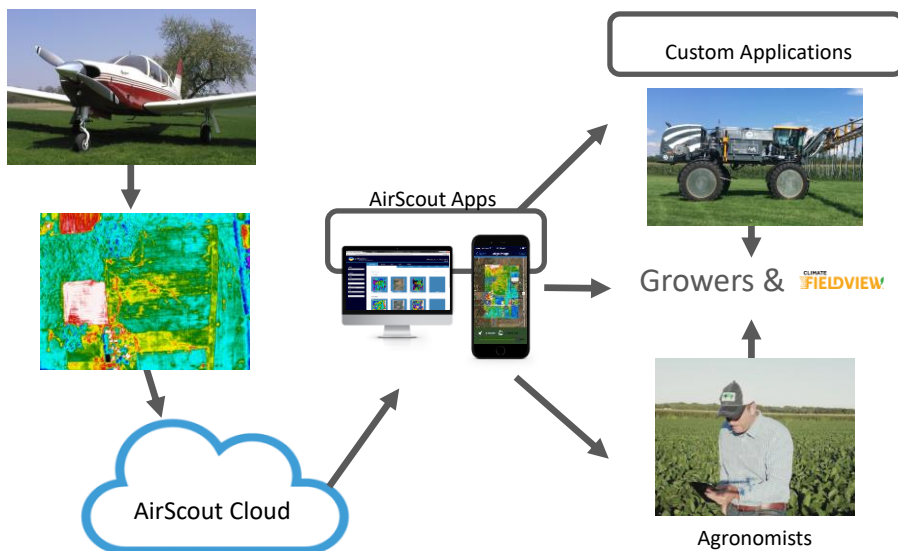 Custom Applications
AirScout Apps
Growers &
CLIMATE
FIELDVIEW
AirScout Cloud
Agronomists